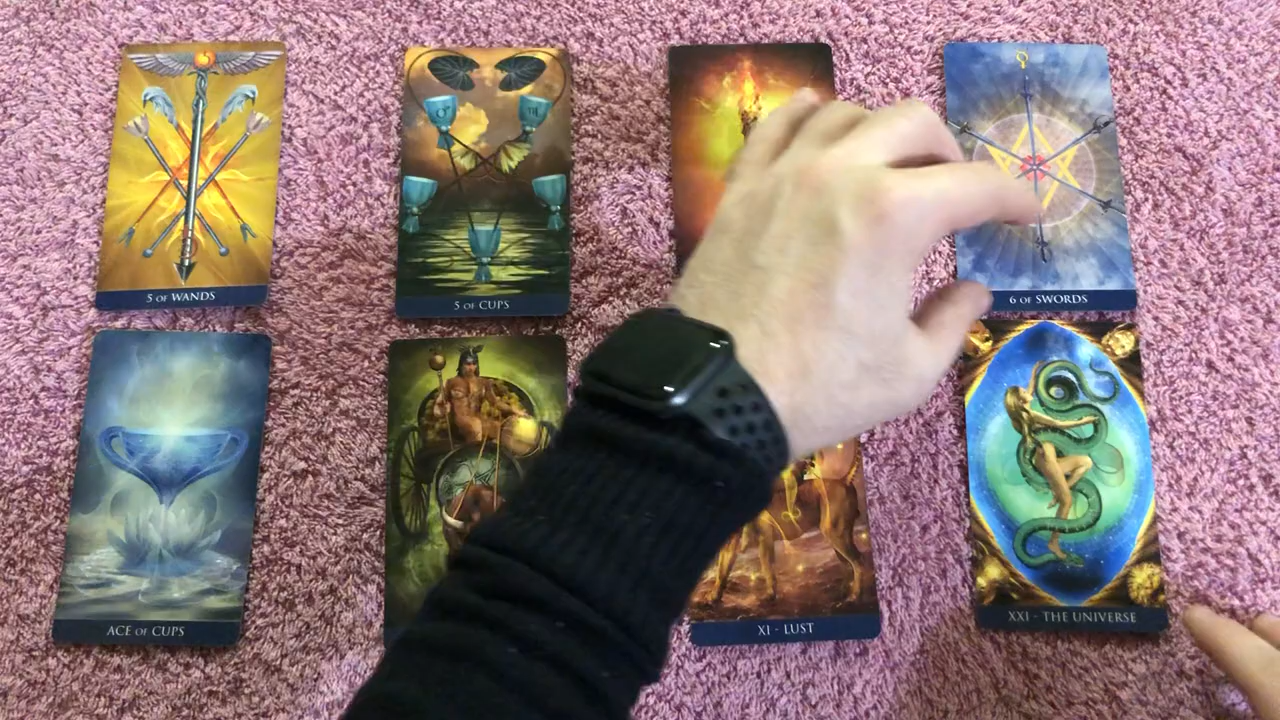 5 OF WANDS
5 OF CUPS
6 OF SWORDS
ACE OF CUPS
XI - LUST
XXI - THE UNIVERSE